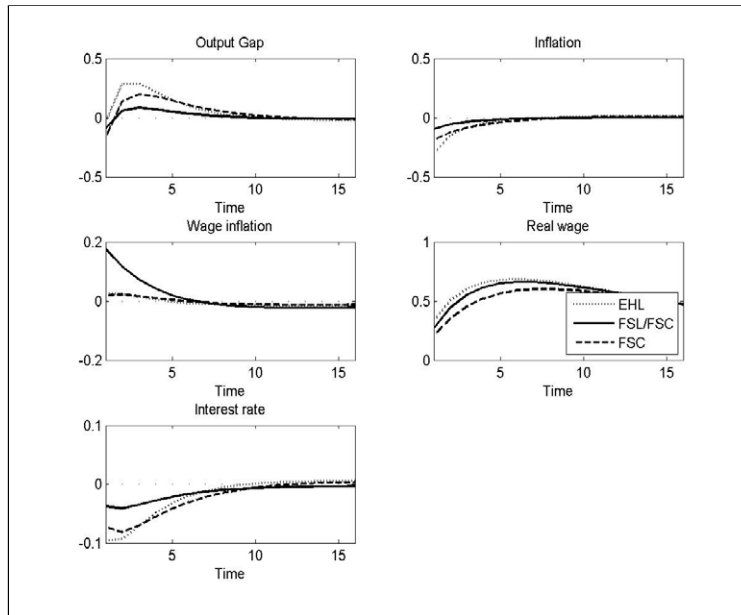 Output Gap
0.5
0
-0.5
5
10
15
Time
Inflation
0.5
0
-0.5
5
10
15
Time
Wage inflation
0.2
0
-0.2
5
10
15
Time
Real wage
1
0.5
0
5
10
15
Time
EHL
FSL/FSC
FSC
Interest rate
0.1
0
-0.1
5
10
15
Time